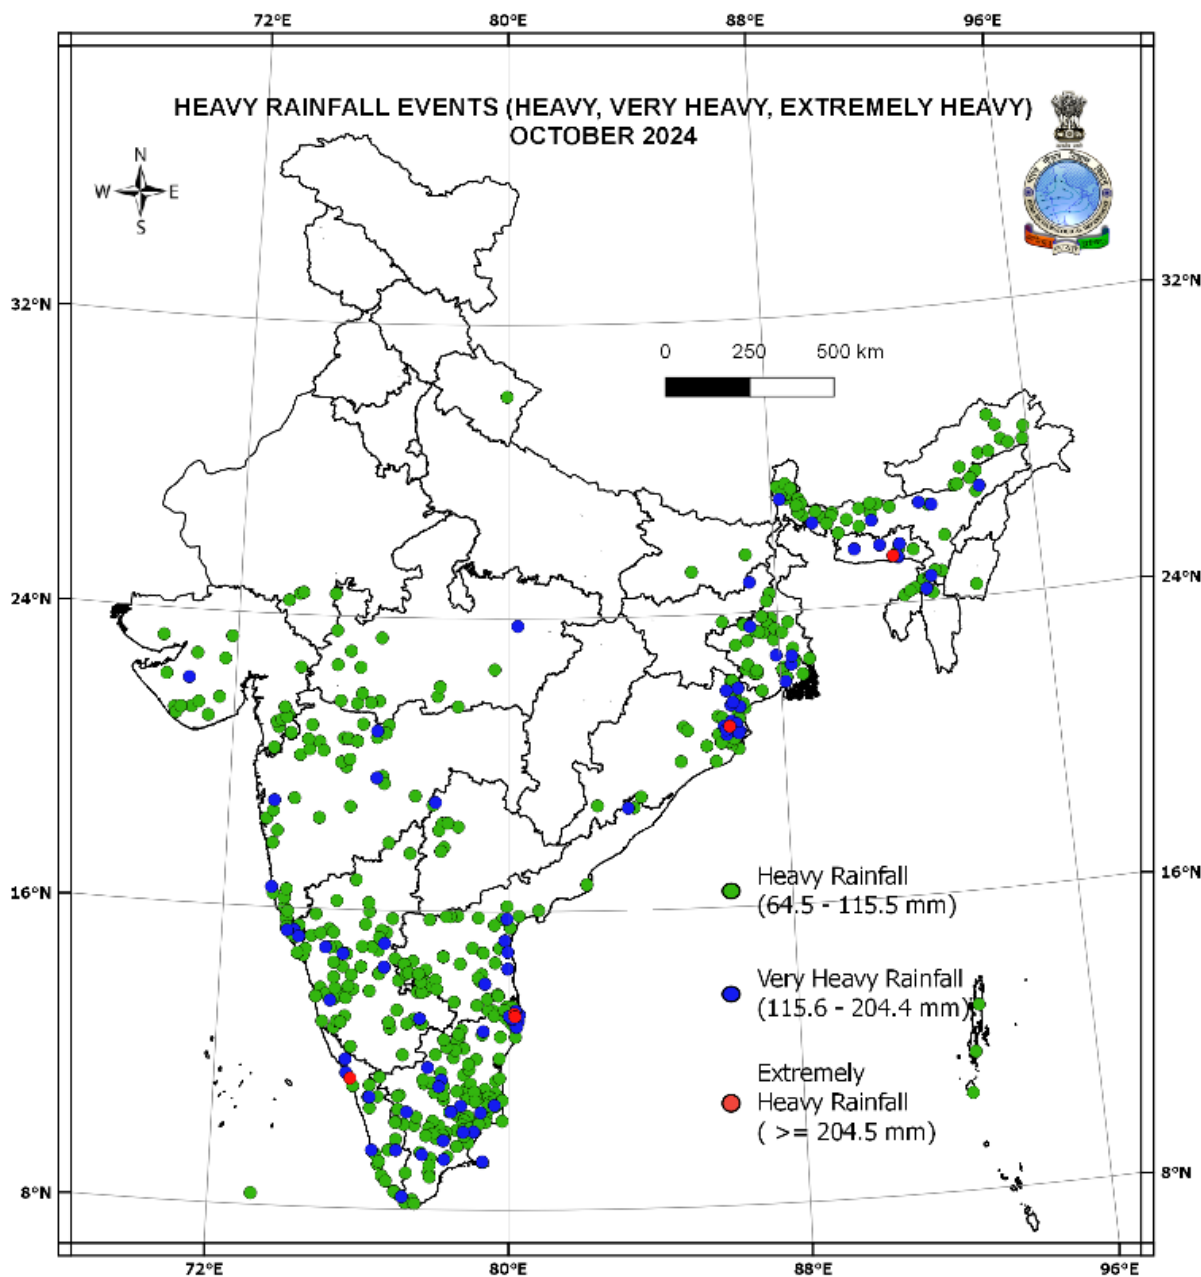 72°E 80°E 88°E 96°E
HEAVY RAINFALL EVENTS (HEAVY, VERY HEAVY, EXTREMELY HEAVY)
OCTOBER 2024
N
W E
S
32°N 32°N
0 250 500 km
24°N 24°N
16°N 16°N
Heavy Rainfall
(64.5 - 115.5 mm)
Very Heavy Rainfall
(115.6 - 204.4 mm)
Extremely
Heavy Rainfall
( >= 204.5 mm)
8°N 8°N
72°E 80°E 88°E 96°E